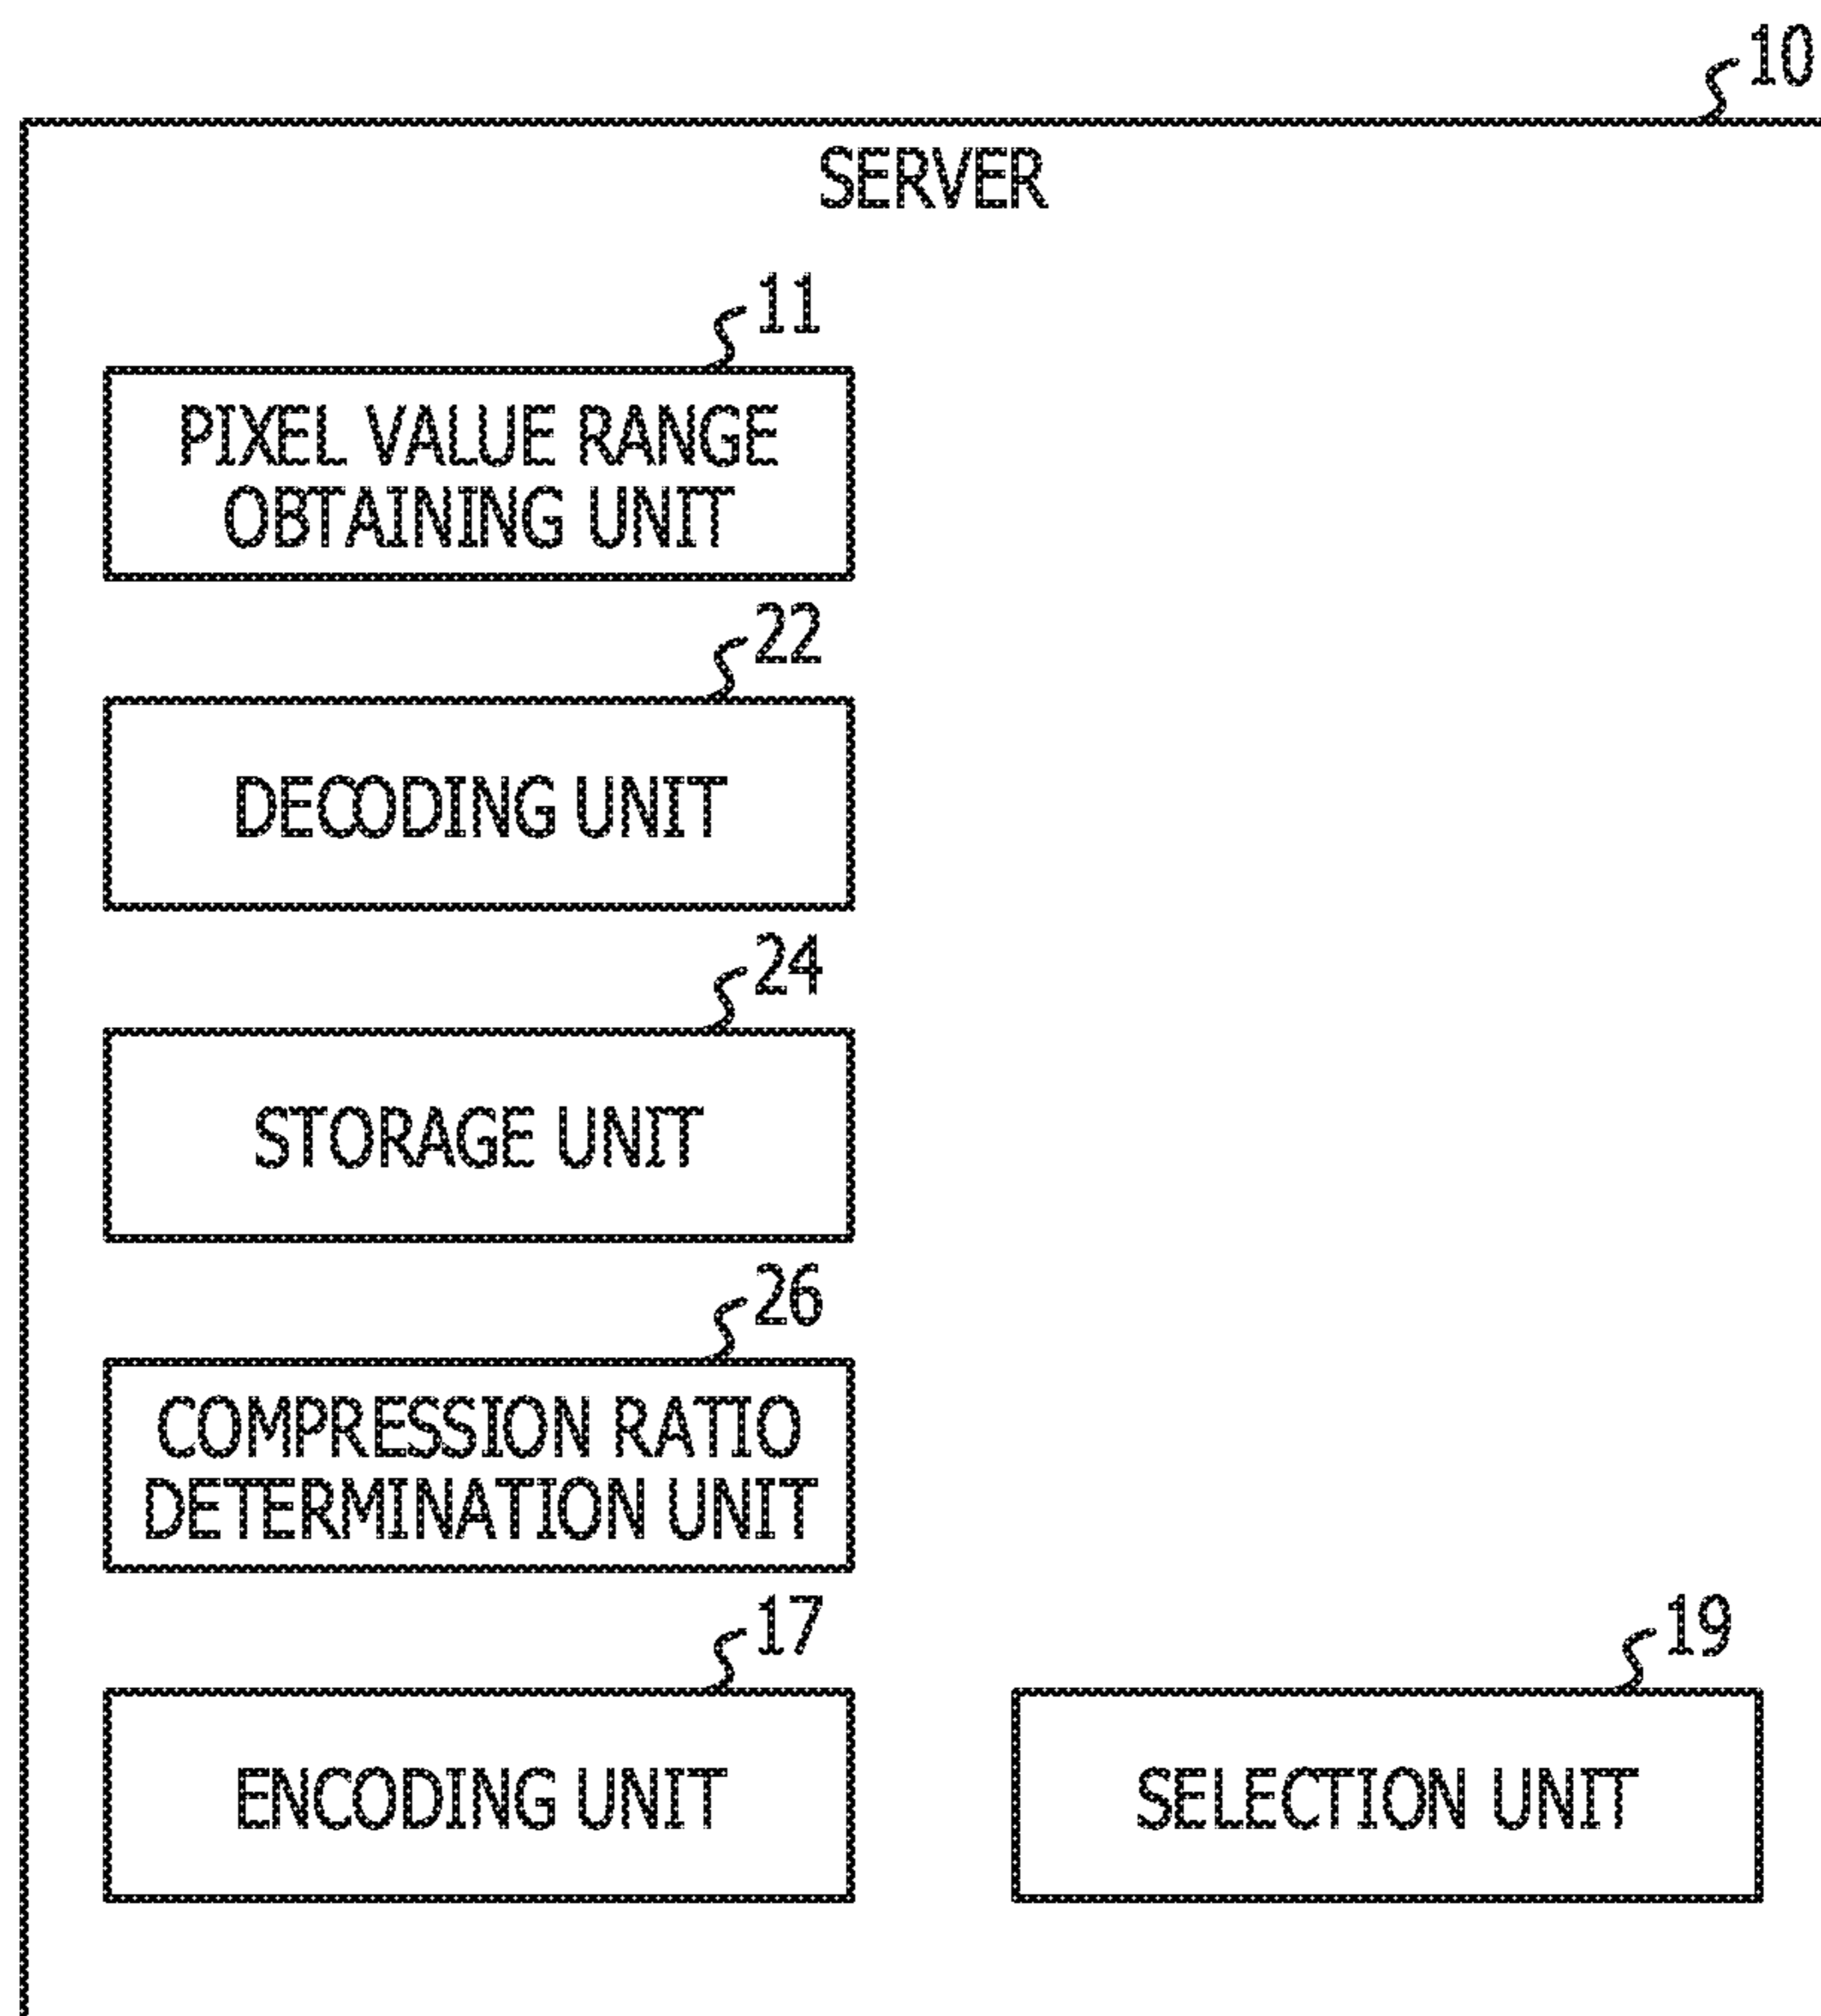 10
SERVER
11
PIXEL VALUE RANGE
OBTAINING UNIT
22
DECODING UNIT
24
STORAGE UNIT
26
COMPRESSION RATIO
DETERMINATION UNIT
17
ENCODING UNIT
19
SELECTION UNIT